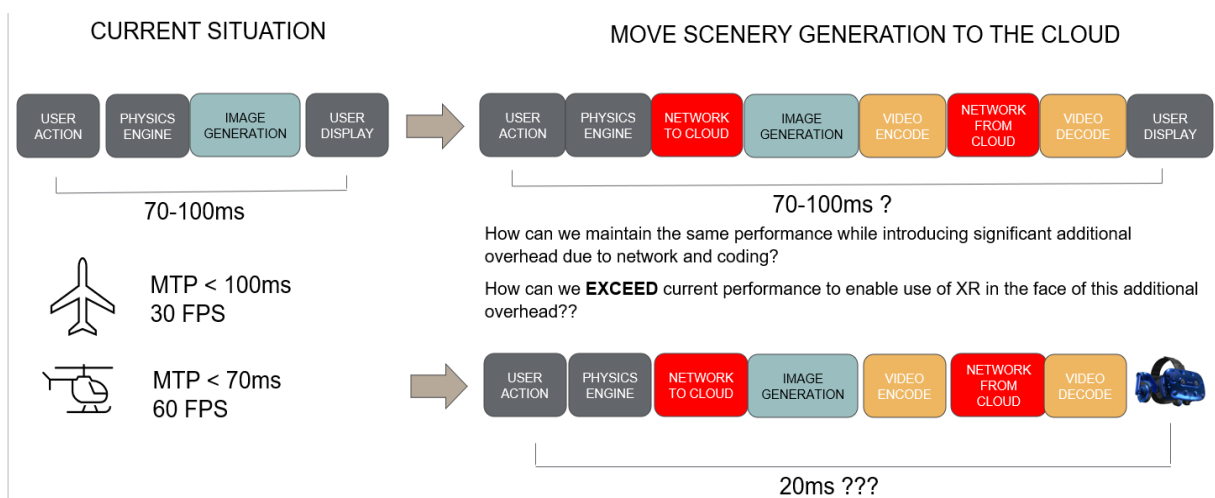 CURRENT SITUATION
MOVE SCENERY GENERATION TO THE CLOUD
USER
ACTION
PHYSICS
ENGINE
IMAGE
GENERATION
USER
DISPLAY
USER
ACTION
PHYSICS
ENGINE
NETWORK
TO CLOUD
IMAGE
GENERATION
VIDEO
ENCODE
NETWORK
FROM
CLOUD
VIDEO
DECODE
USER
DISPLAY
70-100ms
70-100ms ?
How can we maintain the same performance while introducing significant additional
overhead due to network and coding?
How can we EXCEED current performance to enable use of XR in the face of this additional
overhead??
MTP < 100ms
30 FPS
MTP < 70ms
60 FPS
USER
ACTION
PHYSICS
ENGINE
NETWORK
TO CLOUD
IMAGE
GENERATION
VIDEO
ENCODE
NETWORK
FROM
CLOUD
VIDEO
DECODE
20ms ???